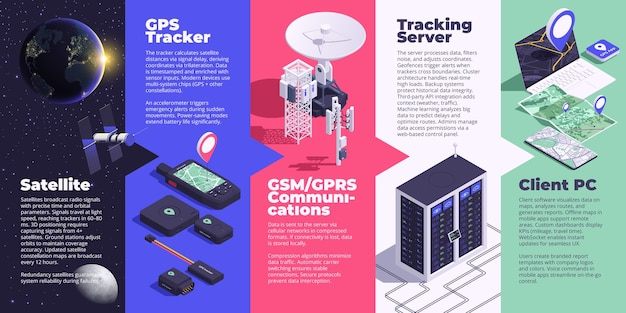 Satellite
Satellites broadcast radio signals
with precise time and orbital
parameters. Signals travel at light
speed, reaching receivers in 60-80
ms. 3D positioning requires
signals from 4+
satellites. Ground stations adjust
orbits to maintain coverage
accuracy. Updated satellite
constellation maps are broadcast
every 12 hours.
Redundancy satellites guarantee
reliability during failures.
GPS
Tracker
The tracker calculates satellite
distances via signal delay, deriving
coordinates via trilateration. Data
is timestamped and enriched with
sensors. Modern devices use
multi-system chips (GPS + other
constellations).
An accelerometer triggers
emergency alerts during sudden
movements. Power-saving modes
extend battery life significantly.
GSM/GPRS
Communi-
cations
Data is sent to the server via
cellular networks in compressed
format. If connectivity is lost, data
is stored locally.
Compression algorithms minimize
data traffic. Automatic carrier
switching ensures stable
connections. Secure protocols
prevent data interception.
Tracking
Server
The server processes data, filters
noise, and adjusts coordinates.
Geofences trigger alerts when
trackers cross boundaries. Cluster
architecture handles real-time
high loads. Backup systems
protect historical data integrity.
Third-party API integration adds
context (weather, traffic).
Machine learning analyzes big
data to predict delays and
optimize routes. Admins manage
data access permissions via a
web-based control panel.
Client PC
Client software visualizes data on
maps, builds routes, and
generates reports. Offline maps in
mobile apps support remote
areas. Custom dashboards display
KPIs mileage, travel times.
WebSocket enables instant
updates for seamless UX.
Users create branded report
templates with company logos
and colors. Voice commands in
mobile streamline on-the-go
monitoring.